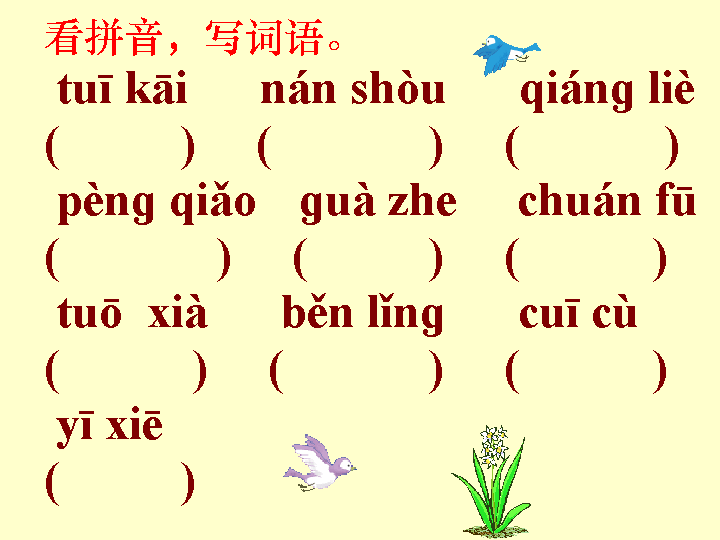 看拼音，写词语。
tuī kāi nán shòu qiáng liè
( ) ( ) ( )
pèng qiǎo guà zhe chuán fū
( ) ( ) ( )
tuō xià běn lǐng cuī cù
( ) ( ) ( )
yī xiē
( )